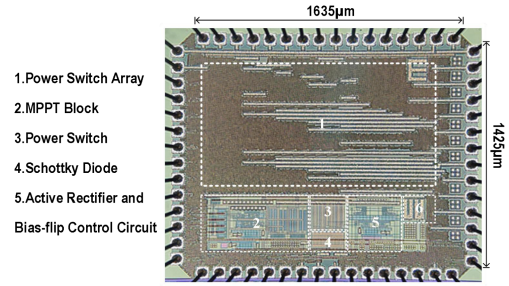 1635μm
1.Power Switch Array
2.MPPT Block
3.Power Switch
4.Schottky Diode
5.Active Rectifier and
Bias-flip Control Circuit
1425μm
1
2
3
4
5
6